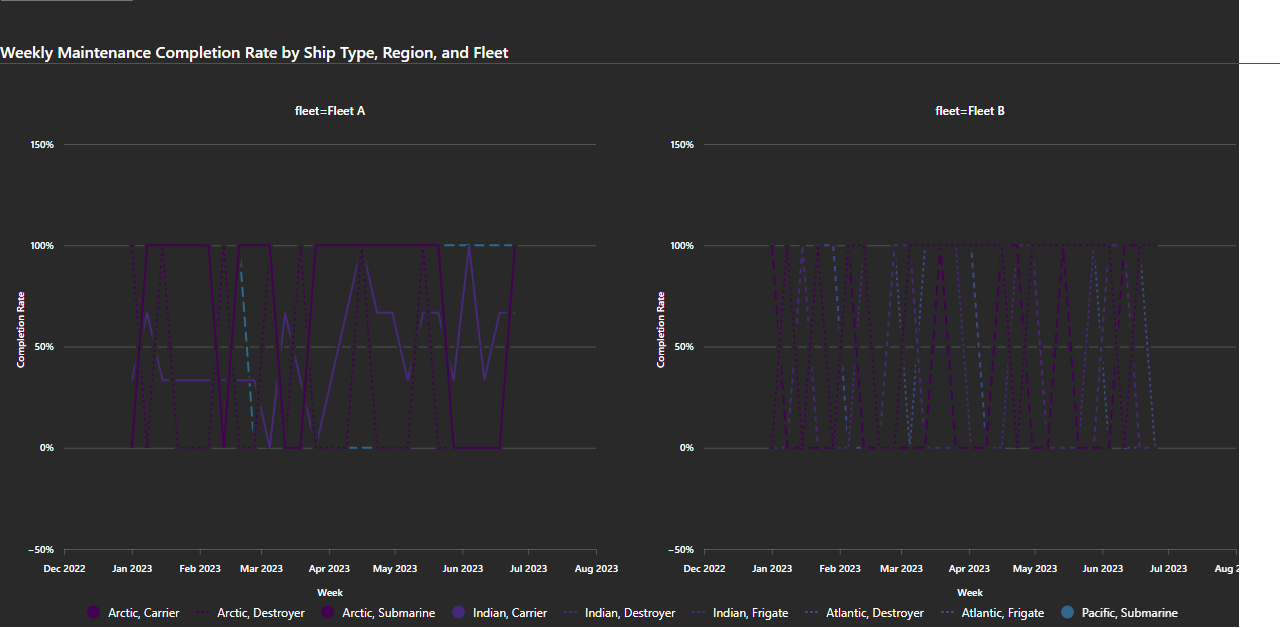 Weekly Maintenance Completion Rate by Ship Type, Region, and Fleet
fleet=Fleet A
fleet=Fleet B
150%
100%
50%
0%
−50%
Completion Rate
Dec 2022 Jan 2023 Feb 2023 Mar 2023 Apr 2023 May 2023 Jun 2023 Jul 2023 Aug 2023
Week
150%
100%
50%
0%
−50%
Completion Rate
Dec 2022 Jan 2023 Feb 2023 Mar 2023 Apr 2023 May 2023 Jun 2023 Jul 2023 Aug 2
Week
Arctic, Carrier Arctic, Destroyer Arctic, Submarine Indian, Carrier Indian, Destroyer Indian, Frigate Atlantic, Destroyer Atlantic, Frigate Pacific, Submarine